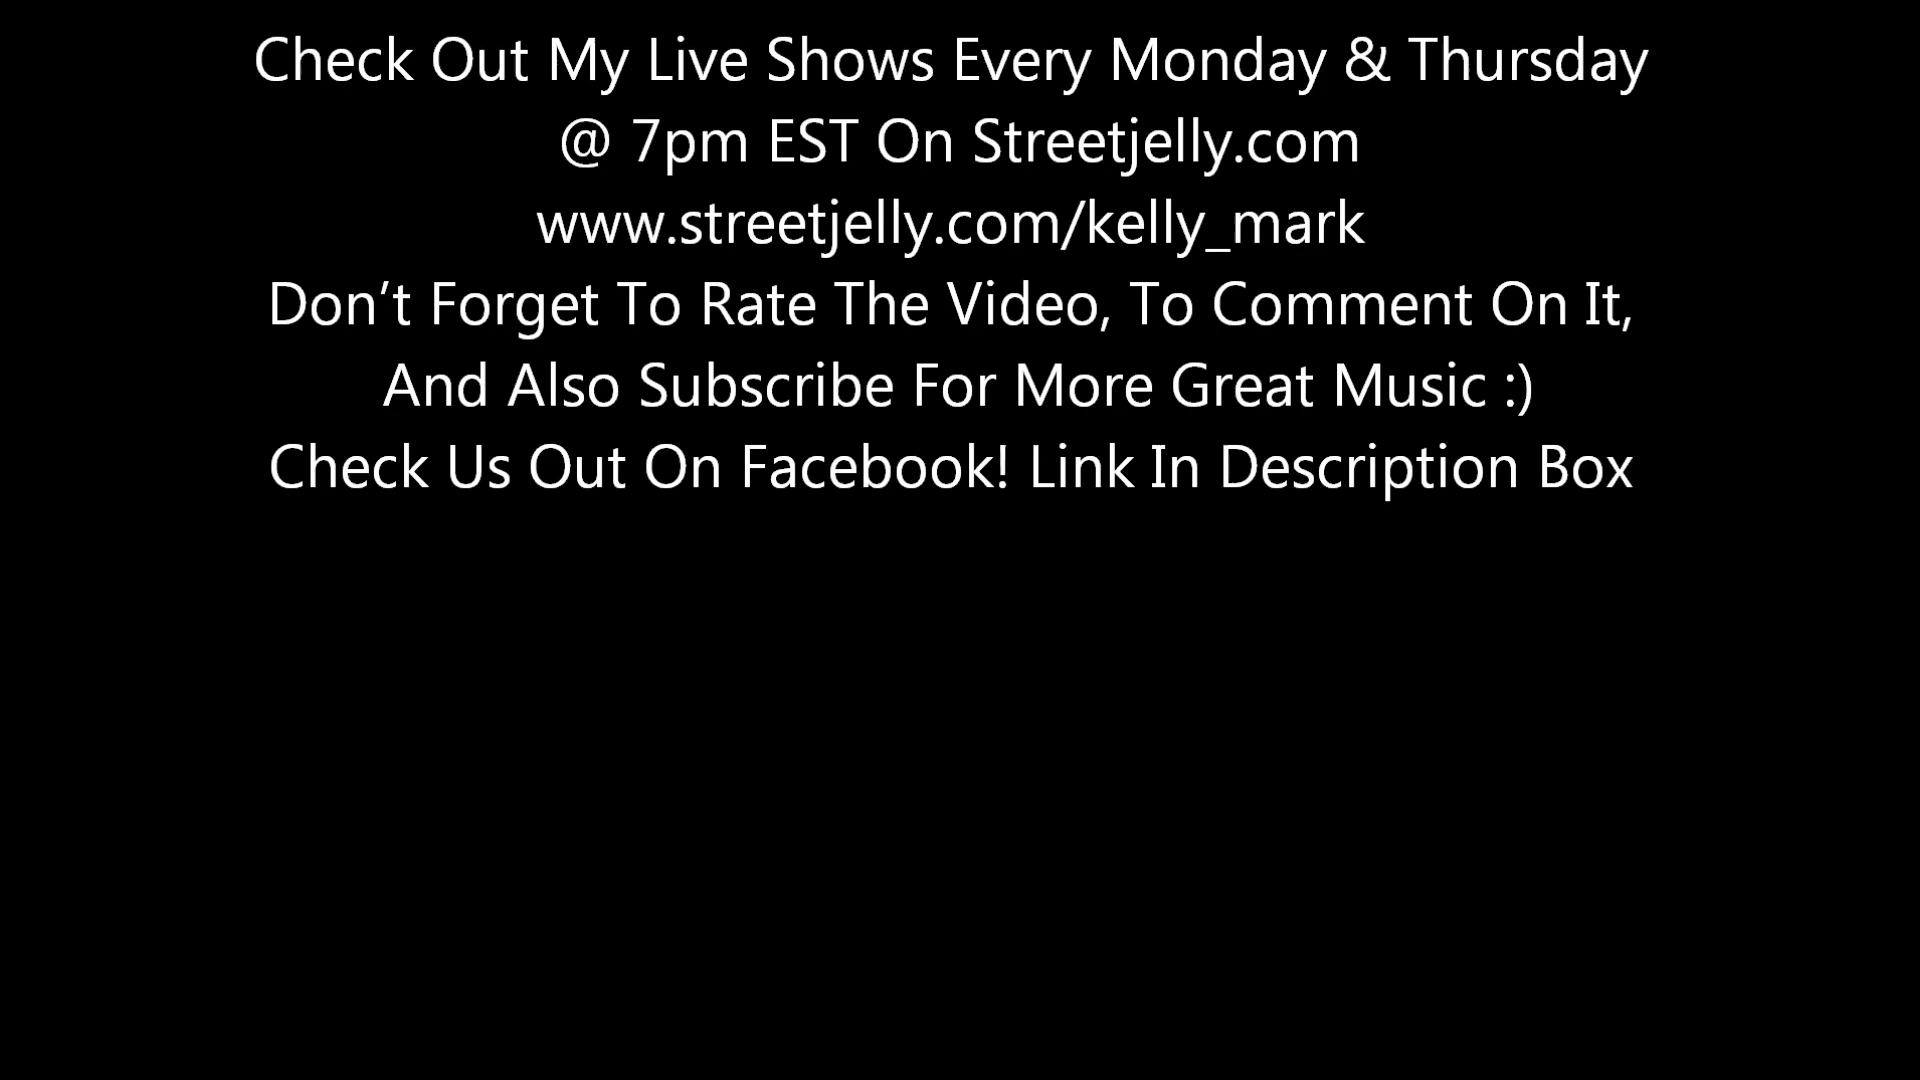 Check Out My Live Shows Every Monday & Thursday
@ 7pm EST On Streetjelly.com
www.streetjelly.com/kelly_mark
Don’t Forget To Rate The Video, To Comment On It,
And Also Subscribe For More Great Music :)
Check Us Out On Facebook! Link In Description Box